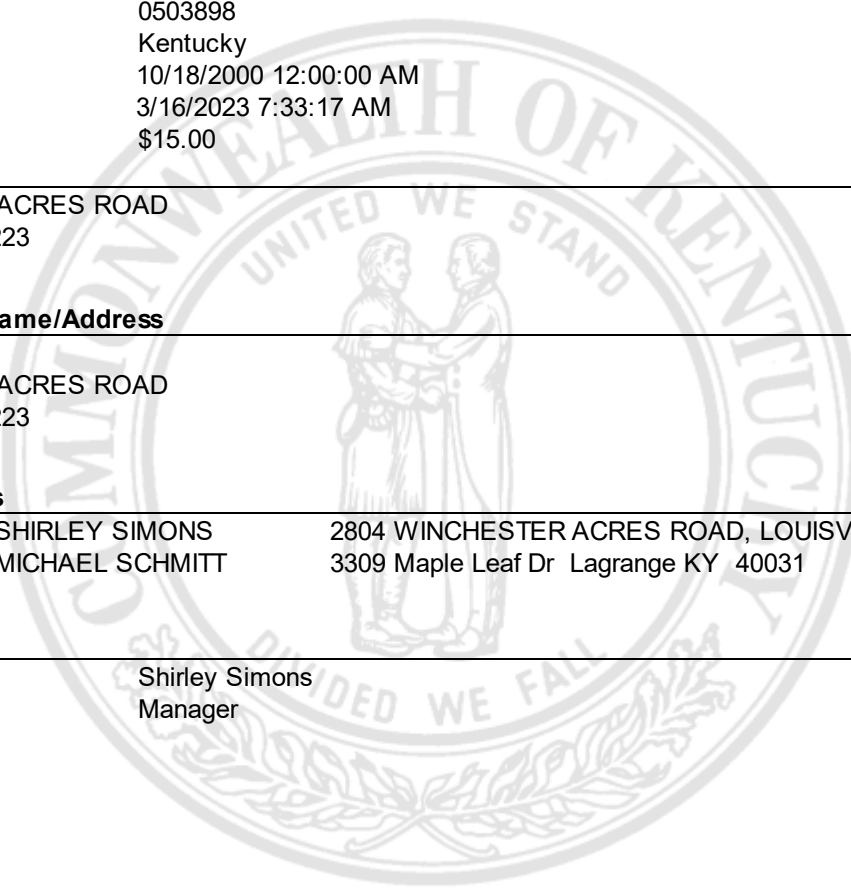 0503898
Kentucky
10/18/2000 12:00:00 AM
3/16/2023 7:33:17 AM
$15.00
ACRES ROAD
223
ame/Address
ACRES ROAD
223
s
SHIRLEY SIMONS 2804 WINCHESTER ACRES ROAD, LOUISV
MICHAEL SCHMITT 3309 Maple Leaf Dr Lagrange KY 40031
Shirley Simons
Manager
COMMONWEALTH OF KENTUCKY
UNITED WE STAND
DIVIDED WE FALL